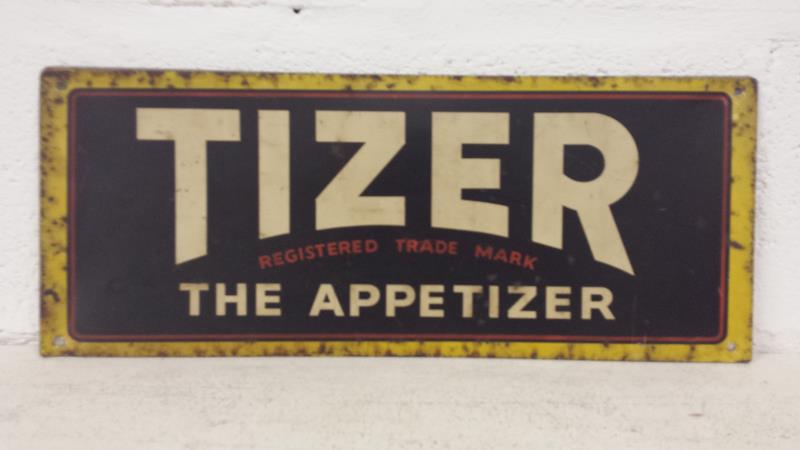 TIZER
REGISTERED TRADE MARK
THE APPETIZER